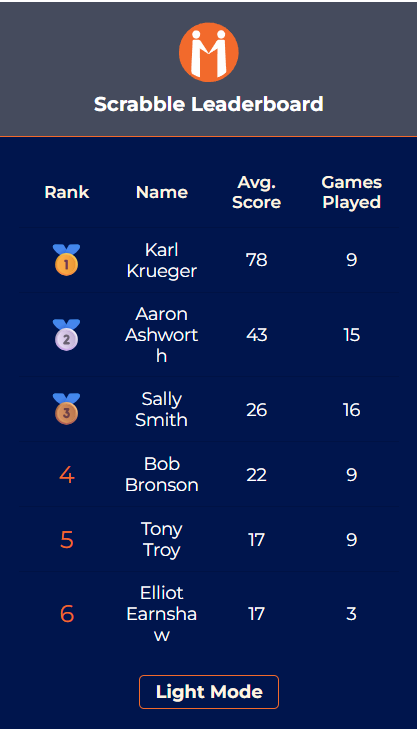 Scrabble Leaderboard
Rank Name Avg. Score Games Played
1 Karl Krueger 78 9
2 Aaron Ashworth 43 15
3 Sally Smith 26 16
4 Bob Bronson 22 9
5 Tony Troy 17 9
6 Elliot Earnshaw 17 3
Light Mode